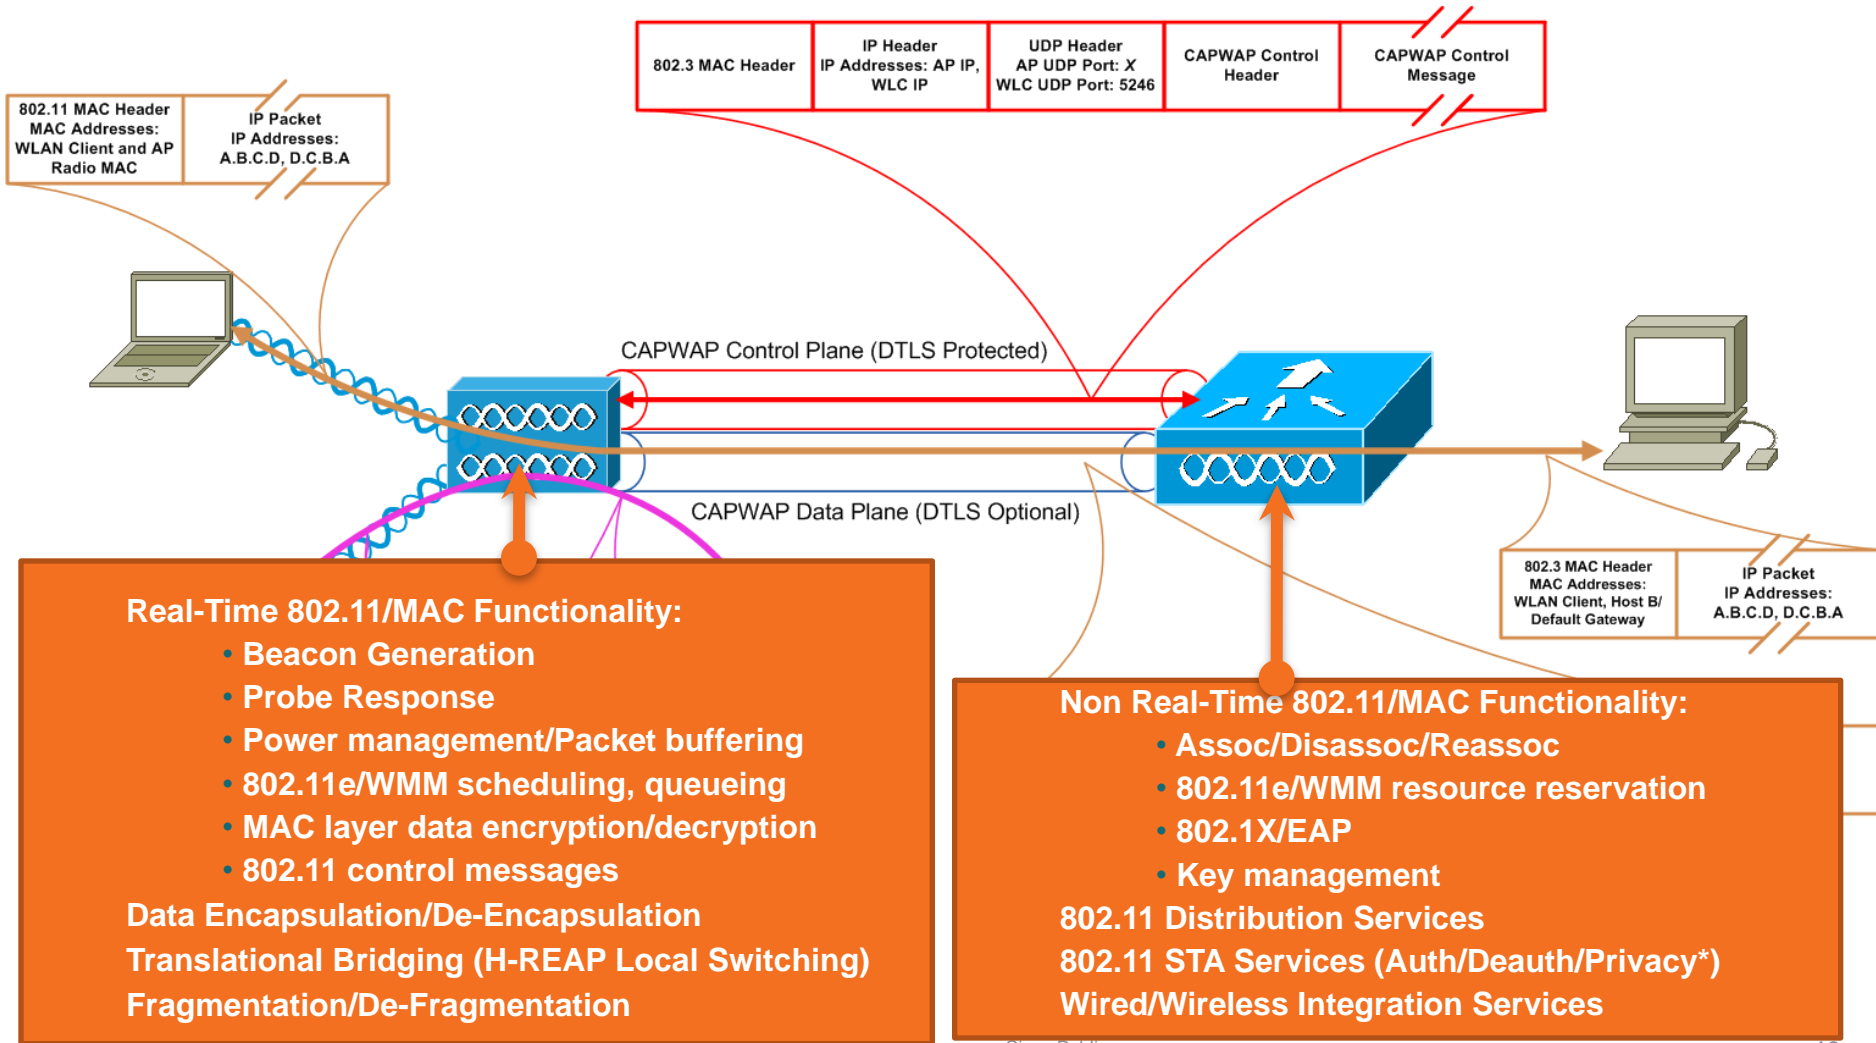 802.3 MAC Header
IP Header
IP Addresses: AP IP,
WLC IP
UDP Header
AP UDP Port: X
WLC UDP Port: 5246
CAPWAP Control
Header
CAPWAP Control
Message
802.11 MAC Header
MAC Addresses:
WLAN Client and AP
Radio MAC
IP Packet
IP Addresses:
A.B.C.D, D.C.B.A
CAPWAP Control Plane (DTLS Protected)
CAPWAP Data Plane (DTLS Optional)
802.3 MAC Header
MAC Addresses:
WLAN Client, Host B/
Default Gateway
IP Packet
IP Addresses:
A.B.C.D, D.C.B.A
Real-Time 802.11/MAC Functionality:
• Beacon Generation
• Probe Response
• Power management/Packet buffering
• 802.11e/WMM scheduling, queueing
• MAC layer data encryption/decryption
• 802.11 control messages
Data Encapsulation/De-Encapsulation
Translational Bridging (H-REAP Local Switching)
Fragmentation/De-Fragmentation
Non Real-Time 802.11/MAC Functionality:
• Assoc/Disassoc/Reassoc
• 802.11e/WMM resource reservation
• 802.1X/EAP
• Key management
802.11 Distribution Services
802.11 STA Services (Auth/Deauth/Privacy*)
Wired/Wireless Integration Services